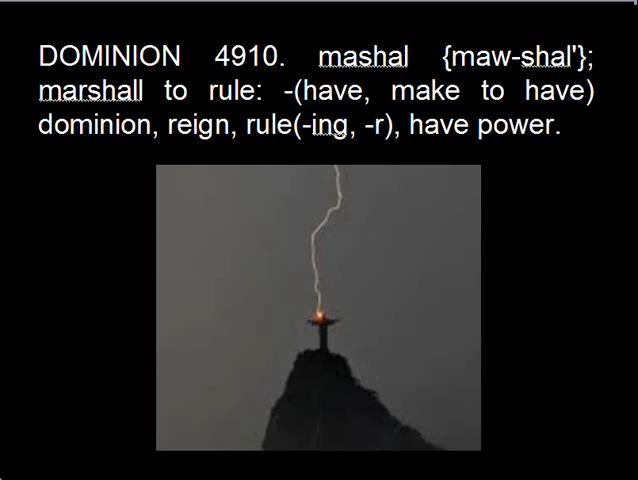 DOMINION 4910. mashal {maw-shal'};
marshall to rule: -(have, make to have)
dominion, reign, rule(-ing, -r), have power.